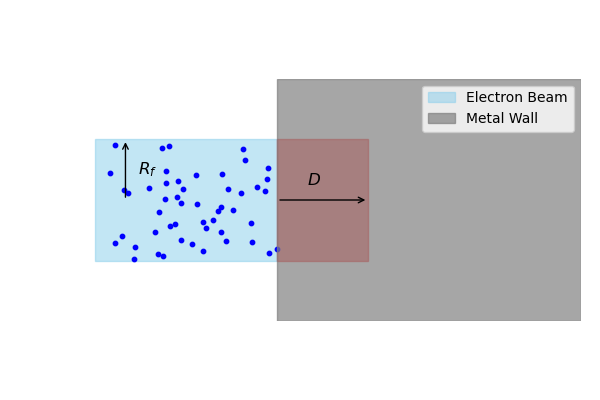 Electron Beam
Metal Wall
R_f
D